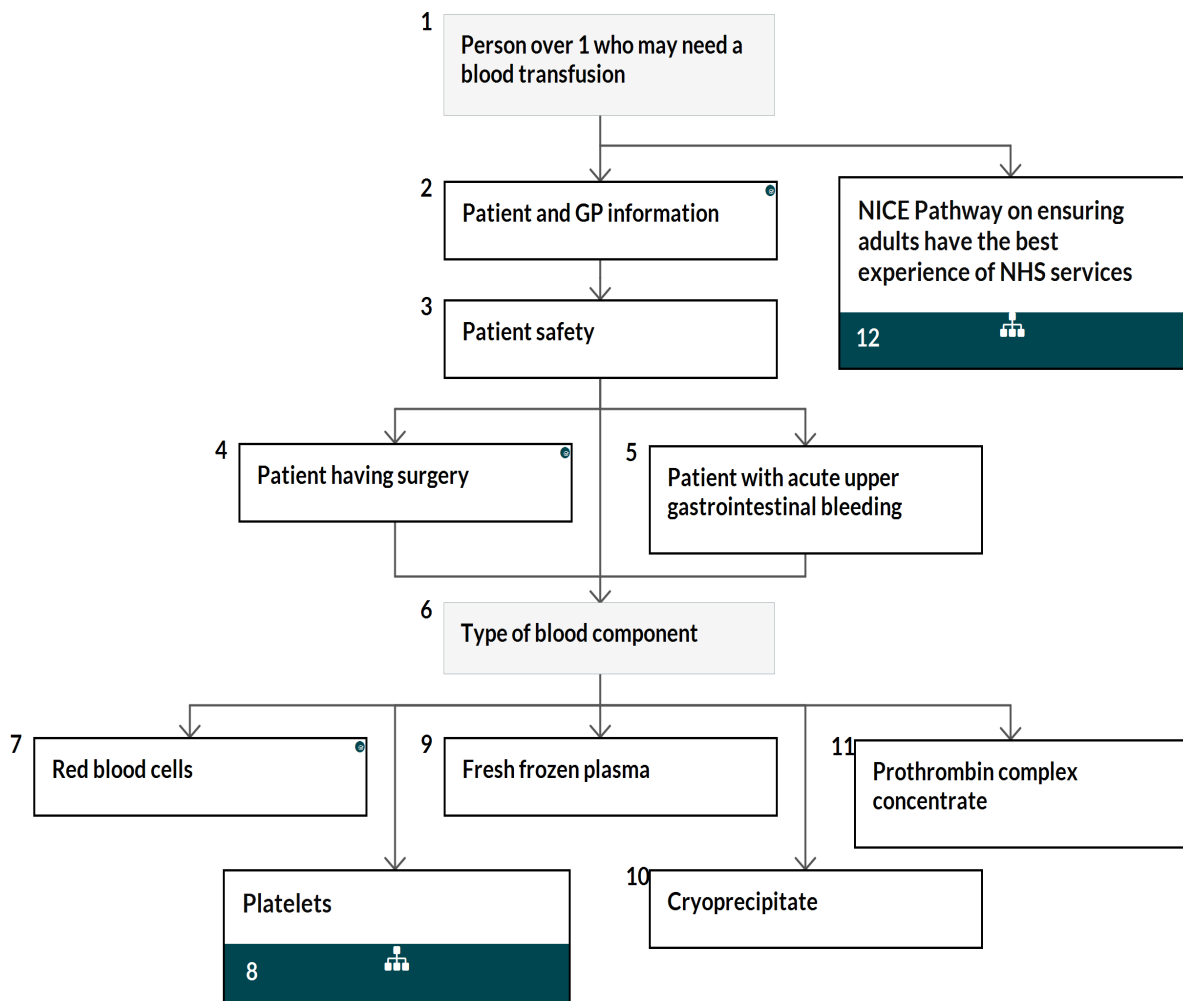 1
Person over 1 who may need a
blood transfusion
2
Patient and GP information
NICE Pathway on ensuring
adults have the best
experience of NHS services
12
3
Patient safety
4
Patient having surgery
5
Patient with acute upper
gastrointestinal bleeding
6
Type of blood component
7
Red blood cells
9
Fresh frozen plasma
11
Prothrombin complex
concentrate
Platelets
8
10
Cryoprecipitate